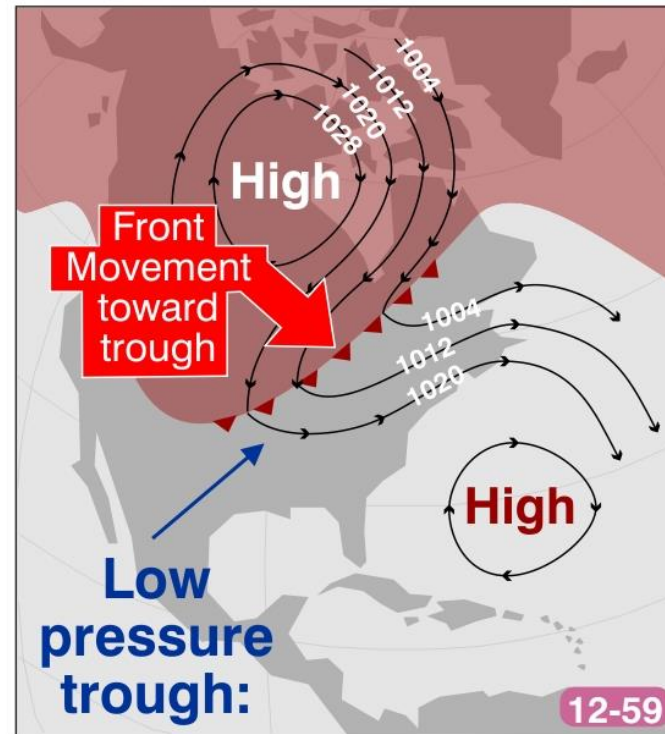 1004
1012
1020
1028
High
Front
Movement
toward
trough
1004
1012
1020
High
Low
pressure
trough:
12-59